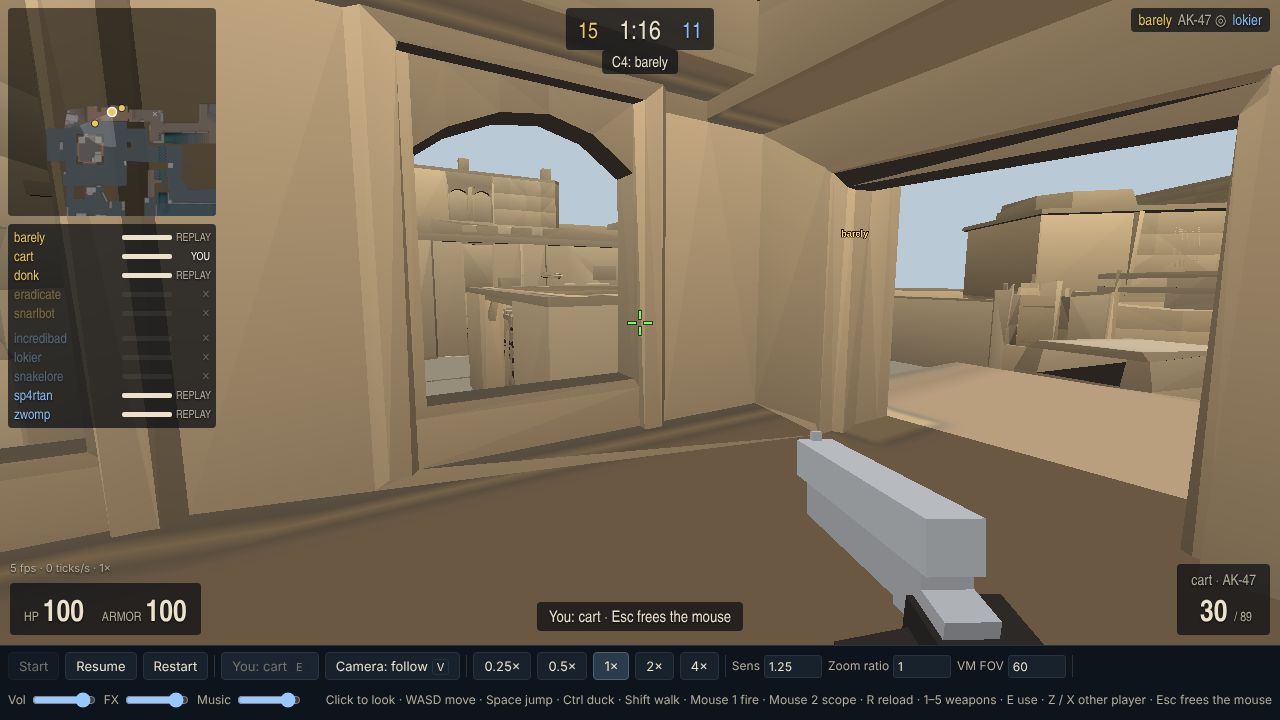 15 1:16 11
C4: barely
barely AK-47 lokier
barely REPLAY
cart YOU
donk REPLAY
eradicate ×
snarlbot ×
incredibad ×
lokier ×
snakelore ×
sp4rtan REPLAY
zwomp REPLAY
barely
5 fps · 0 ticks/s · 1×
HP 100 ARMOR 100
You: cart · Esc frees the mouse
cart · AK-47
30 / 89
Start Resume Restart You: cart E Camera: follow V 0.25× 0.5× 1× 2× 4× Sens 1.25 Zoom ratio 1 VM FOV 60
Vol FX Music Click to look · WASD move · Space jump · Ctrl duck · Shift walk · Mouse 1 fire · Mouse 2 scope · R reload · 1–5 weapons · E use · Z / X other player · Esc frees the mouse